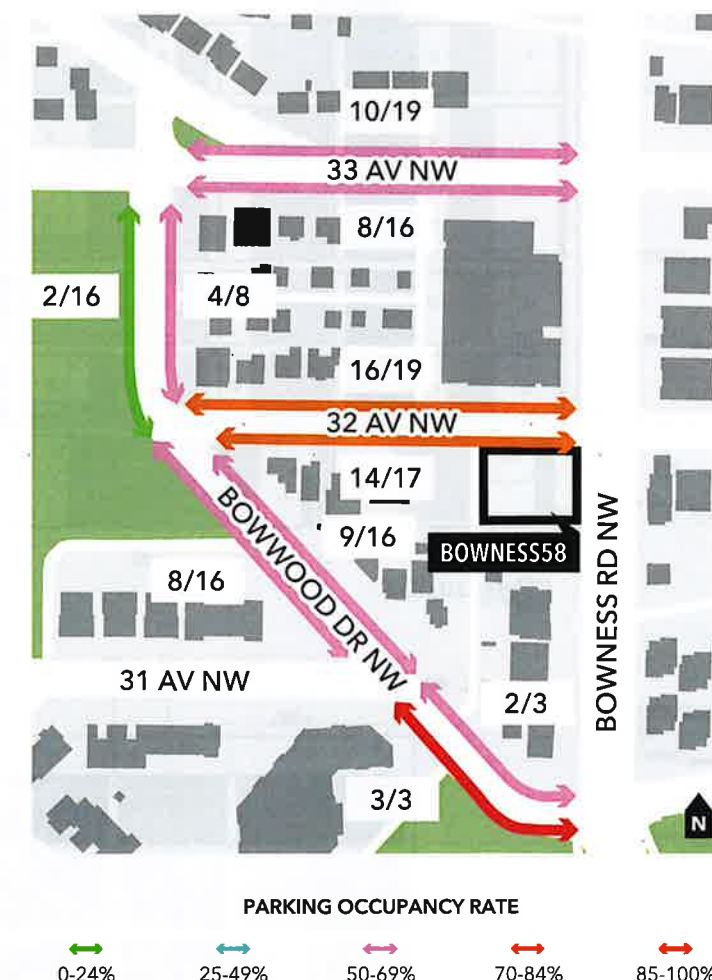 10/19
33 AV NW
8/16
2/16
4/8
16/19
32 AV NW
14/17
9/16
BOWNESS58
BOWWOOD DR NW
BOWNESS RD NW
8/16
31 AV NW
2/3
3/3
N
PARKING OCCUPANCY RATE
0-24%
25-49%
50-69%
70-84%
85-100%